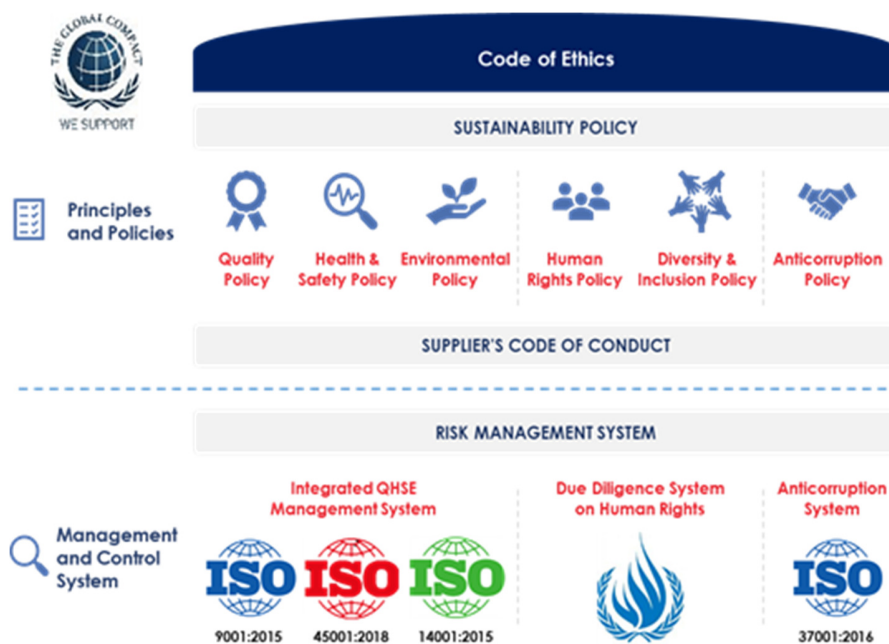 THE GLOBAL COMPACT
WE SUPPORT
Code of Ethics
SUSTAINABILITY POLICY
Principles
and Policies
Quality
Policy
Health &
Safety Policy
Environmental
Policy
Human
Rights Policy
Diversity &
Inclusion Policy
Anticorruption
Policy
SUPPLIER'S CODE OF CONDUCT
RISK MANAGEMENT SYSTEM
Management
and Control
System
Integrated QHSE
Management System
Due Diligence System
on Human Rights
Anticorruption
System
ISO
ISO
ISO
ISO
9001:2015
45001:2018
14001:2015
37001:2016